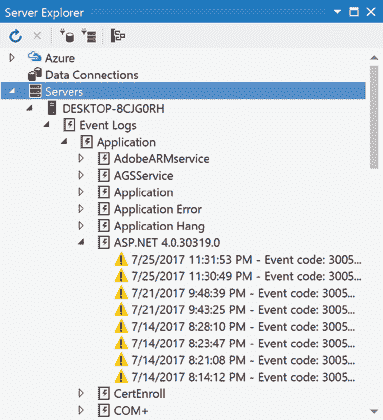 Server Explorer
Azure
Data Connections
Servers
DESKTOP-8CJG0RH
Event Logs
Application
AdobeARMservice
AGSService
Application
Application Error
Application Hang
ASP.NET 4.0.30319.0
7/25/2017 11:31:53 PM - Event code: 3005...
7/25/2017 11:30:49 PM - Event code: 3005...
7/21/2017 9:48:39 PM - Event code: 3005...
7/21/2017 9:43:25 PM - Event code: 3005...
7/14/2017 8:28:10 PM - Event code: 3005...
7/14/2017 8:23:47 PM - Event code: 3005...
7/14/2017 8:21:08 PM - Event code: 3005...
7/14/2017 8:14:12 PM - Event code: 3005...
CertEnroll
COM+